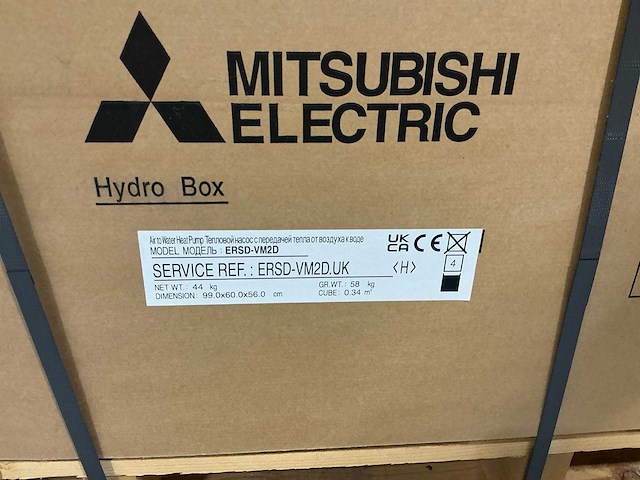 MITSUBISHI
ELECTRIC
Hydro Box
Air to Water Heat Pump Тепловой насос с передачей тепла от воздуха к воде
MODEL МОДЕЛЬ: ERSD-VM2D
SERVICE REF. : ERSD-VM2D.UK <H>
NET WT.: 44 kg GR.WT.: 58 kg
DIMENSION: 99.0x60.0x56.0 cm CUBE: 0.34 m³
UK
CA CE
4